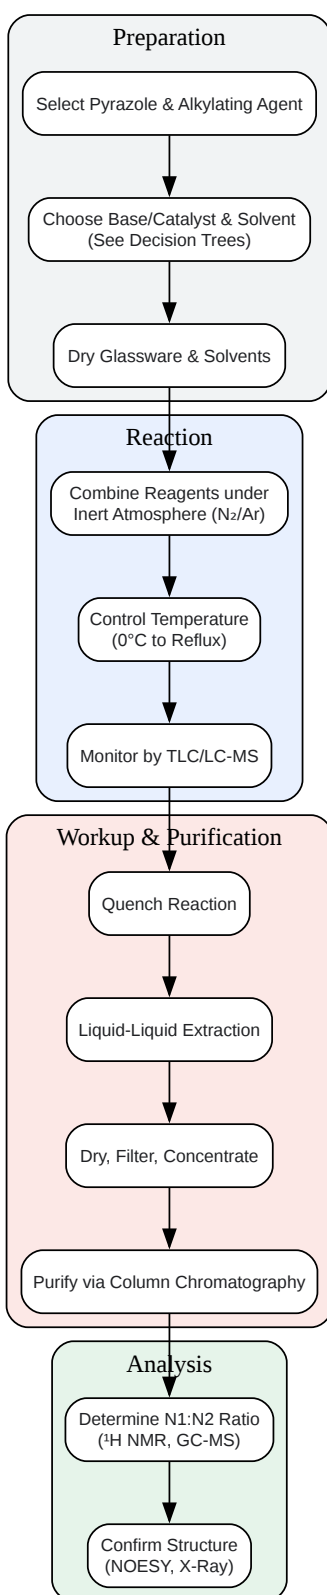 Preparation
Select Pyrazole & Alkylating Agent
Choose Base/Catalyst & Solvent
(See Decision Trees)
Dry Glassware & Solvents
Reaction
Combine Reagents under
Inert Atmosphere (N₂/Ar)
Control Temperature
(0°C to Reflux)
Monitor by TLC/LC-MS
Workup & Purification
Quench Reaction
Liquid-Liquid Extraction
Dry, Filter, Concentrate
Purify via Column Chromatography
Analysis
Determine N1:N2 Ratio
(¹H NMR, GC-MS)
Confirm Structure
(NOESY, X-Ray)